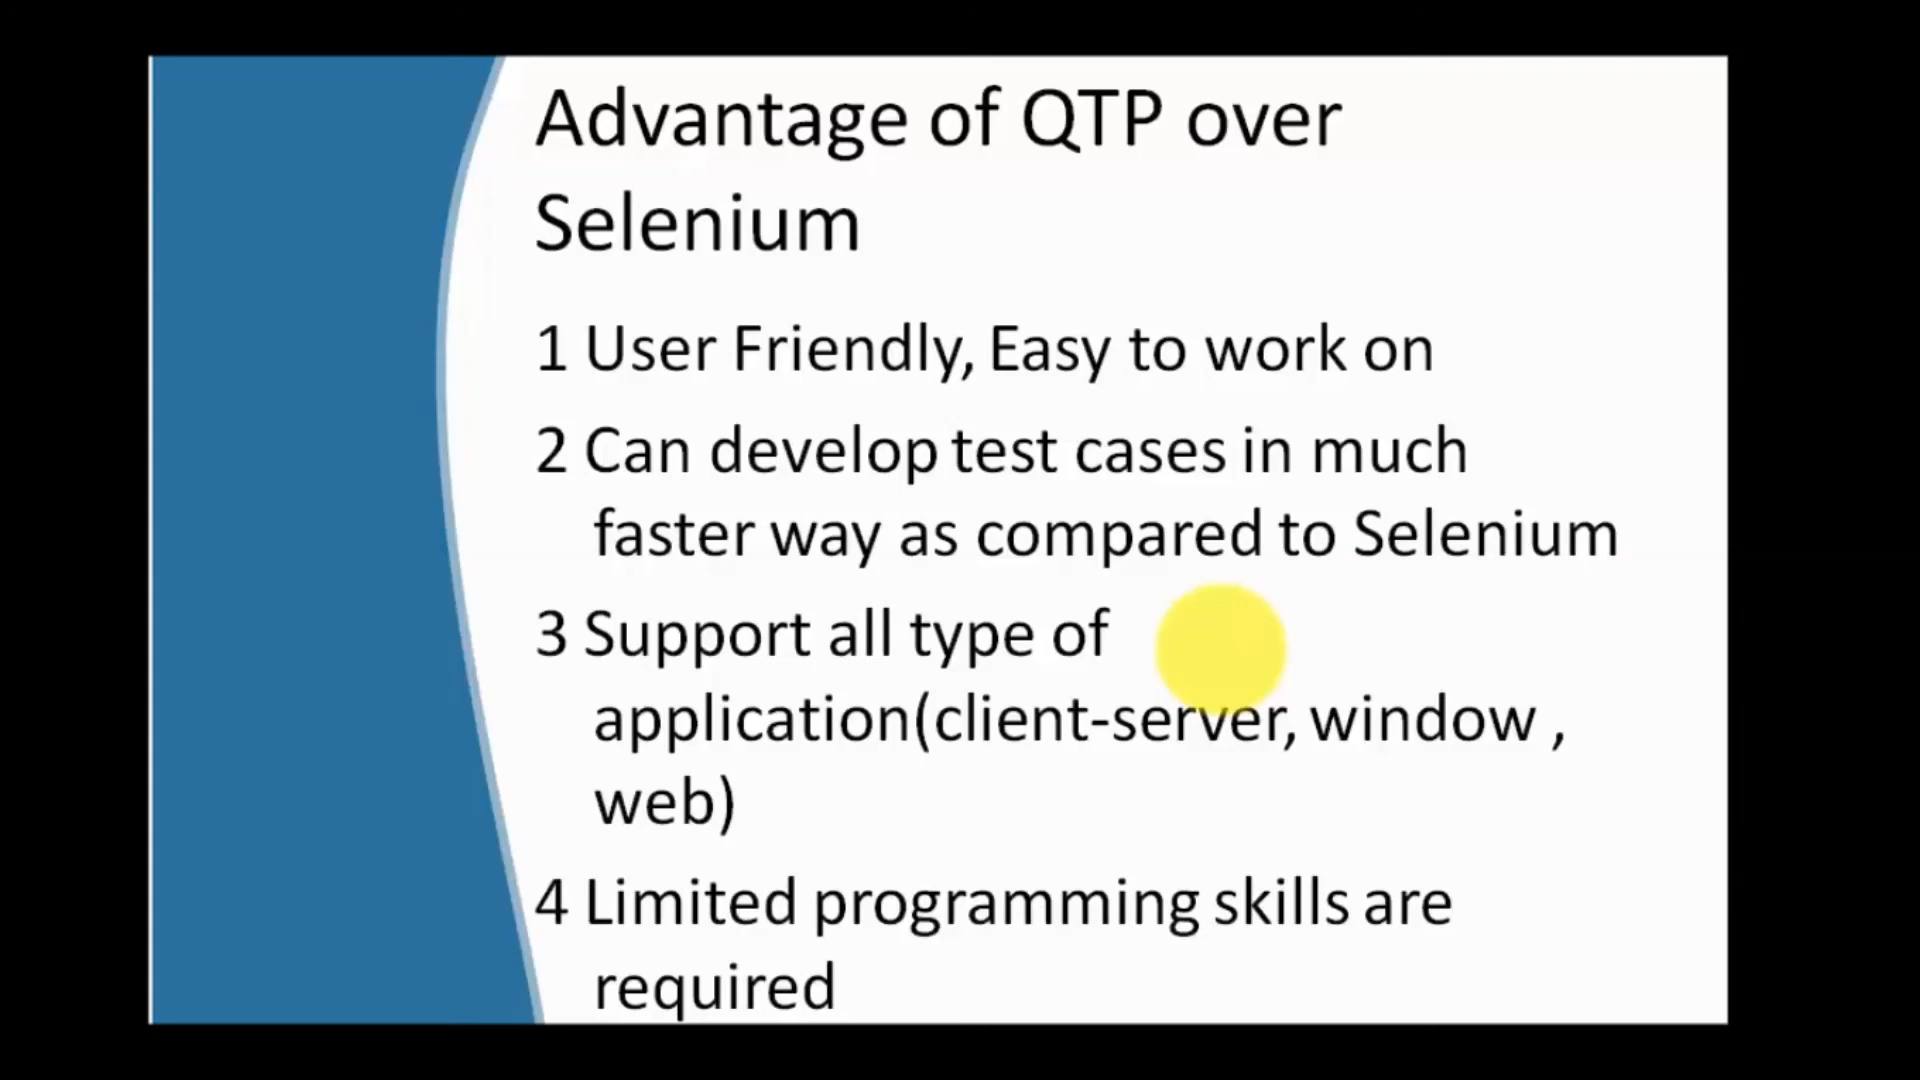 Advantage of QTP over
Selenium
1 User Friendly, Easy to work on
2 Can develop test cases in much
faster way as compared to Selenium
3 Support all type of
application(client-server, window ,
web)
4 Limited programming skills are
required